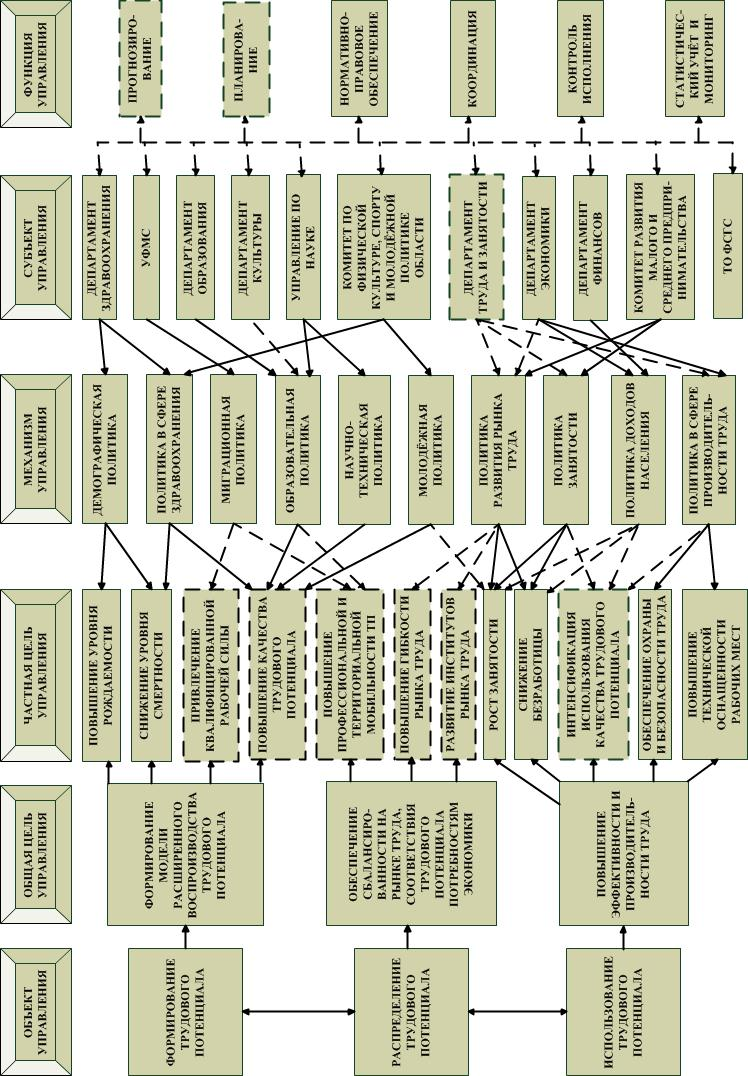 ФУНКЦИЯ
УПРАВЛЕНИЯ
ПРОГНОЗИРО-
ВАНИЕ
ПЛАНИРОВА-
НИЕ
НОРМАТИВНО-
ПРАВОВОЕ
ОБЕСПЕЧЕНИЕ
КООРДИНАЦИЯ
КОНТРОЛЬ
ИСПОЛНЕНИЯ
СТАТИСТИЧЕС-
КИЙ УЧЁТ И
МОНИТОРИНГ
СУБЪЕКТ
УПРАВЛЕНИЯ
ДЕПАРТАМЕНТ
ЗДРАВООХРАНЕНИЯ
УФМС
ДЕПАРТАМЕНТ
ОБРАЗОВАНИЯ
ДЕПАРТАМЕНТ
КУЛЬТУРЫ
УПРАВЛЕНИЕ ПО
НАУКЕ
КОМИТЕТ ПО
ФИЗИЧЕСКОЙ
КУЛЬТУРЕ, СПОРТУ
И МОЛОДЁЖНОЙ
ПОЛИТИКЕ
ОБЛАСТИ
ДЕПАРТАМЕНТ
ТРУДА И ЗАНЯТОСТИ
ДЕПАРТАМЕНТ
ЭКОНОМИКИ
ДЕПАРТАМЕНТ
ФИНАНСОВ
КОМИТЕТ РАЗВИТИЯ
МАЛОГО И
СРЕДНЕГО ПРЕДПРИ-
НИМАТЕЛЬСТВА
ТО ФСГС
МЕХАНИЗМ
УПРАВЛЕНИЯ
ДЕМОГРАФИЧЕСКАЯ
ПОЛИТИКА
ПОЛИТИКА В СФЕРЕ
ЗДРАВООХРАНЕНИЯ
МИГРАЦИОННАЯ
ПОЛИТИКА
ОБРАЗОВАТЕЛЬНАЯ
ПОЛИТИКА
НАУЧНО-
ТЕХНИЧЕСКАЯ
ПОЛИТИКА
МОЛОДЁЖНАЯ
ПОЛИТИКА
ПОЛИТИКА
РАЗВИТИЯ РЫНКА
ТРУДА
ПОЛИТИКА
ЗАНЯТОСТИ
ПОЛИТИКА ДОХОДОВ
НАСЕЛЕНИЯ
ПОЛИТИКА В СФЕРЕ
ПРОИЗВОДИТЕЛЬ-
НОСТИ ТРУДА
ЧАСТНАЯ ЦЕЛЬ
УПРАВЛЕНИЯ
ПОВЫШЕНИЕ УРОВНЯ
РОЖДАЕМОСТИ
СНИЖЕНИЕ УРОВНЯ
СМЕРТНОСТИ
ПРИВЛЕЧЕНИЕ
КВАЛИФИЦИРОВАННОЙ
РАБОЧЕЙ СИЛЫ
ПОВЫШЕНИЕ КАЧЕСТВА
ТРУДОВОГО
ПОТЕНЦИАЛА
ПОВЫШЕНИЕ
ПРОФЕССИОНАЛЬНОЙ И
ТЕРРИТОРИАЛЬНОЙ
МОБИЛЬНОСТИ ТП
ПОВЫШЕНИЕ ГИБКОСТИ
РЫНКА ТРУДА
РАЗВИТИЕ ИНСТИТУТОВ
РЫНКА ТРУДА
РОСТ ЗАНЯТОСТИ
СНИЖЕНИЕ
БЕЗРАБОТИЦЫ
ИНТЕНСИФИКАЦИЯ
ИСПОЛЬЗОВАНИЯ
КАЧЕСТВА ТРУДОВОГО
ПОТЕНЦИАЛА
ОБЕСПЕЧЕНИЕ ОХРАНЫ
И БЕЗОПАСНОСТИ ТРУДА
ПОВЫШЕНИЕ
ТЕХНИЧЕСКОЙ
ОСНАЩЕННОСТИ
РАБОЧИХ МЕСТ
ОБЩАЯ ЦЕЛЬ
УПРАВЛЕНИЯ
ФОРМИРОВАНИЕ
МОДЕЛИ
РАСШИРЕННОГО
ВОСПРОИЗВОДСТВА
ТРУДОВОГО
ПОТЕНЦИАЛА
ОБЕСПЕЧЕНИЕ
СБАЛАНСИРО-
ВАННОСТИ НА
РЫНКЕ ТРУДА,
СООТВЕТСТВИЯ
ТРУДОВОГО
ПОТЕНЦИАЛА
ПОТРЕБНОСТЯМ
ЭКОНОМИКИ
ПОВЫШЕНИЕ
ЭФФЕКТИВНОСТИ И
ПРОИЗВОДИТЕЛЬ-
НОСТИ ТРУДА
ОБЪЕКТ
УПРАВЛЕНИЯ
ФОРМИРОВАНИЕ
ТРУДОВОГО
ПОТЕНЦИАЛА
РАСПРЕДЕЛЕНИЕ
ТРУДОВОГО
ПОТЕНЦИАЛА
ИСПОЛЬЗОВАНИЕ
ТРУДОВОГО
ПОТЕНЦИАЛА